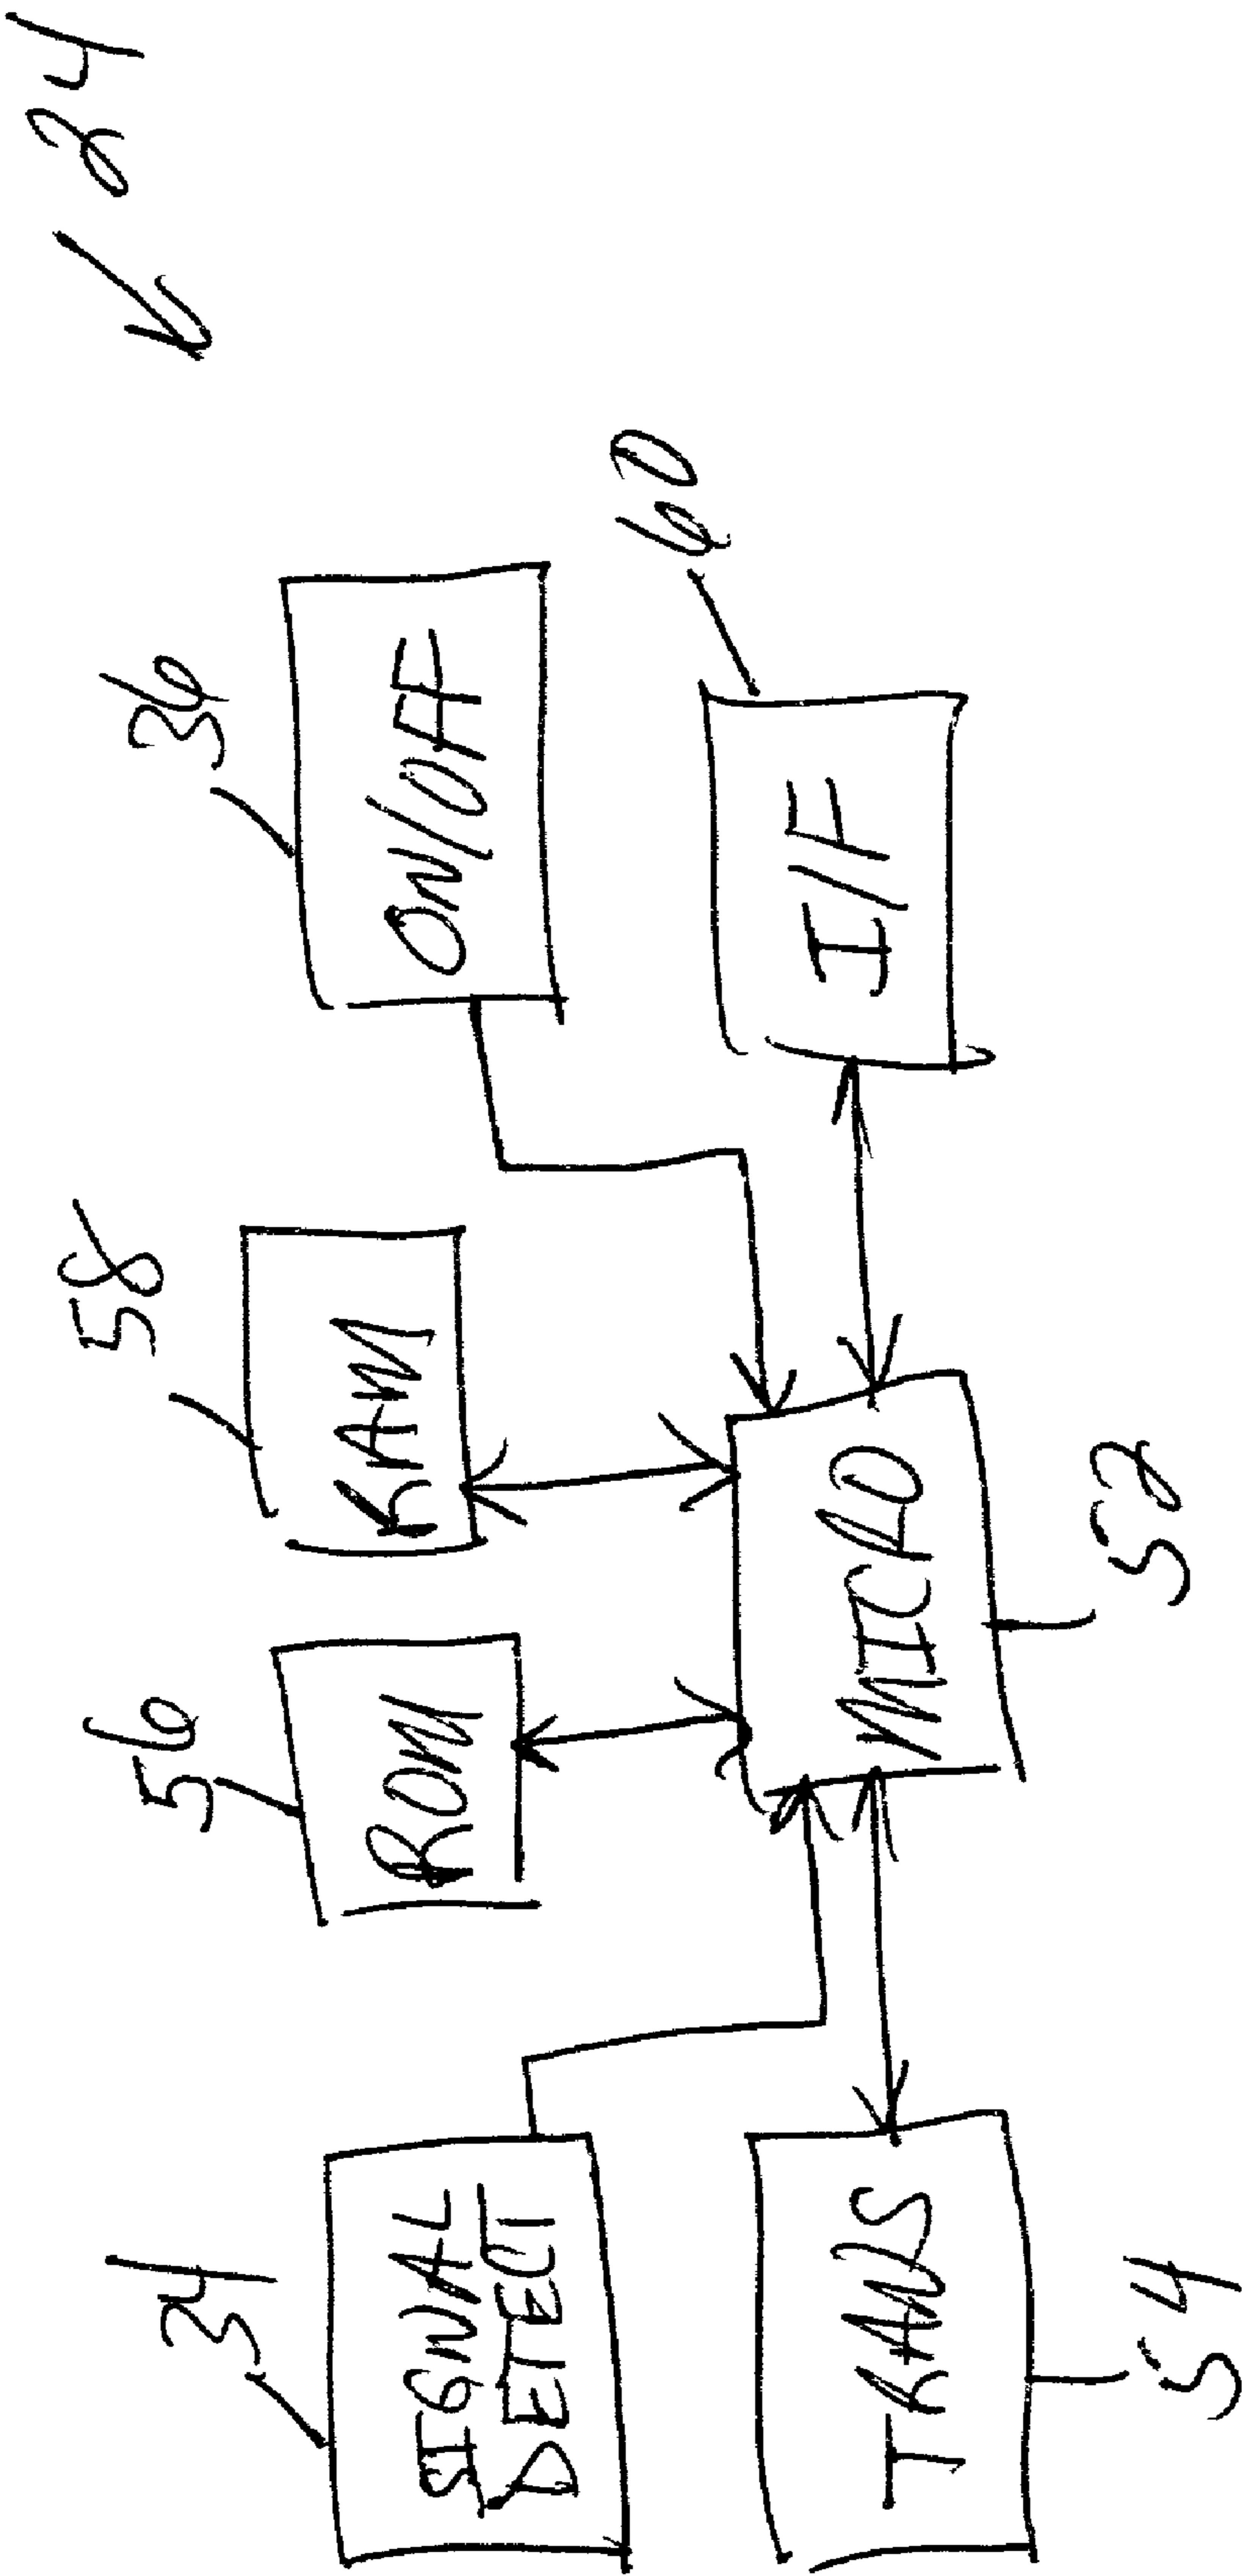 24
34
56
58
36
SIGNAL
DETECT
ROM
RAM
ON/OFF
60
TRANS
MICRO
I/F
54
52